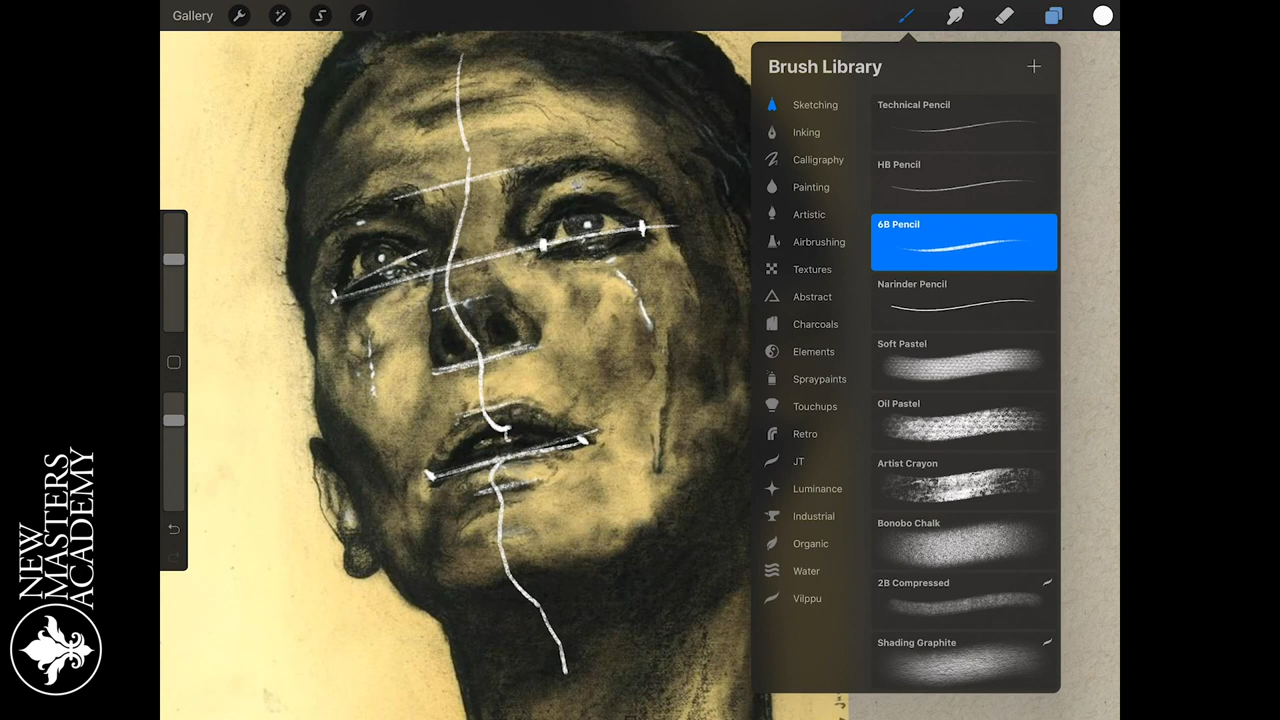 Gallery
Brush Library
Sketching
Inking
Calligraphy
Painting
Artistic
Airbrushing
Textures
Abstract
Charcoals
Elements
Spraypaints
Touchups
Retro
JT
Luminance
Industrial
Organic
Water
Vilppu
Technical Pencil
HB Pencil
6B Pencil
Narinder Pencil
Soft Pastel
Oil Pastel
Artist Crayon
Bonobo Chalk
2B Compressed
Shading Graphite
NEW
MASTERS
ACADEMY